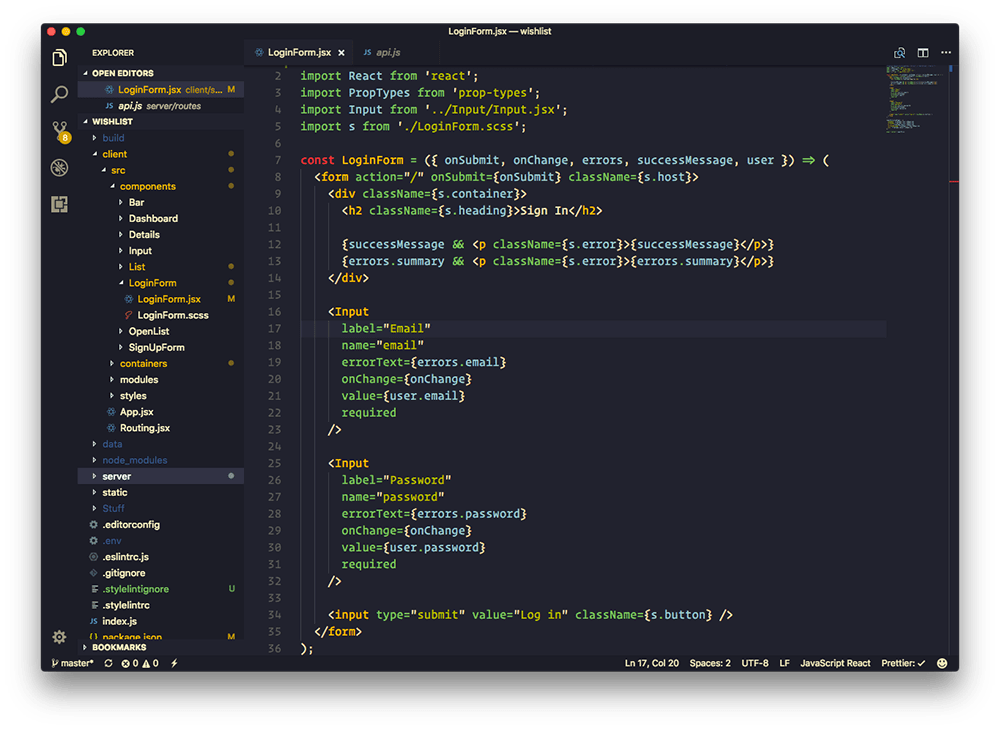 LoginForm.jsx — wishlist
EXPLORER
OPEN EDITORS
LoginForm.jsx client/s... M
JS api.js server/routes
WISHLIST
build
client
src
components
Bar
Dashboard
Details
Input
List
LoginForm
LoginForm.jsx M
LoginForm.scss
OpenList
SignUpForm
containers
modules
styles
App.jsx
Routing.jsx
data
node_modules
server
static
Stuff
.editorconfig
.env
.eslintrc.js
.gitignore
.stylelintignore U
.stylelintrc
JS index.js
{} package.json M
BOOKMARKS
8
LoginForm.jsx ×
JS api.js
2 import React from 'react';
3 import PropTypes from 'prop-types';
4 import Input from '../Input/Input.jsx';
5 import s from './LoginForm.scss';
6
7 const LoginForm = ({ onSubmit, onChange, errors, successMessage, user }) => (
8 <form action="/" onSubmit={onSubmit} className={s.host}>
9 <div className={s.container}>
10 <h2 className={s.heading}>Sign In</h2>
11
12 {successMessage && <p className={s.error}>{successMessage}</p>}
13 {errors.summary && <p className={s.error}>{errors.summary}</p>}
14 </div>
15
16 <Input
17 label="Email"
18 name="email"
19 errorText={errors.email}
20 onChange={onChange}
21 value={user.email}
22 required
23 />
24
25 <Input
26 label="Password"
27 name="password"
28 errorText={errors.password}
29 onChange={onChange}
30 value={user.password}
31 required
32 />
33
34 <input type="submit" value="Log in" className={s.button} />
35 </form>
36 );
master* 0 0 Ln 17, Col 20 Spaces: 2 UTF-8 LF JavaScript React Prettier: ✓